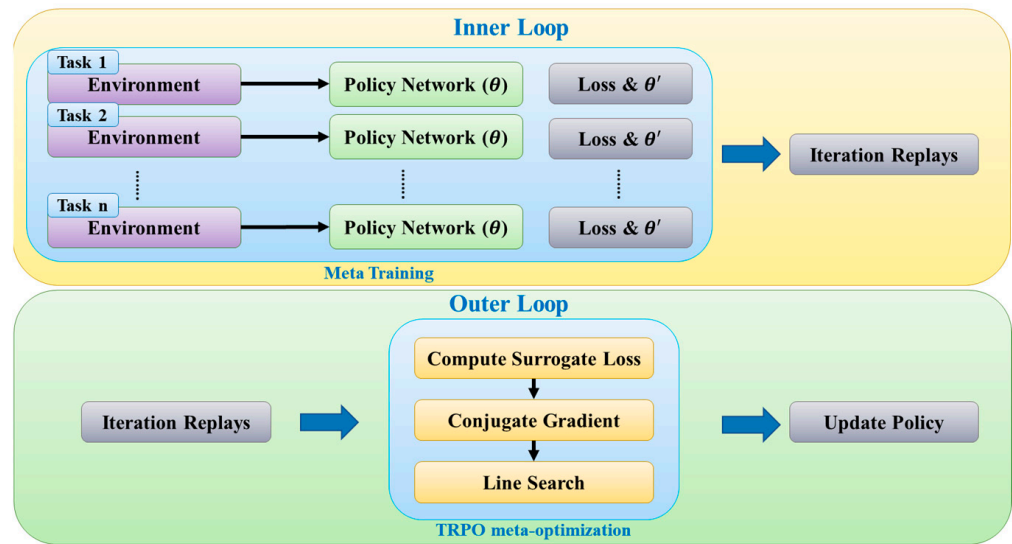 Inner Loop
Task 1
Environment
Policy Network (θ)
Loss & θ′
Task 2
Environment
Policy Network (θ)
Loss & θ′
Iteration Replays
Task n
Environment
Policy Network (θ)
Loss & θ′
Meta Training
Outer Loop
Compute Surrogate Loss
Iteration Replays
Conjugate Gradient
Update Policy
Line Search
TRPO meta-optimization